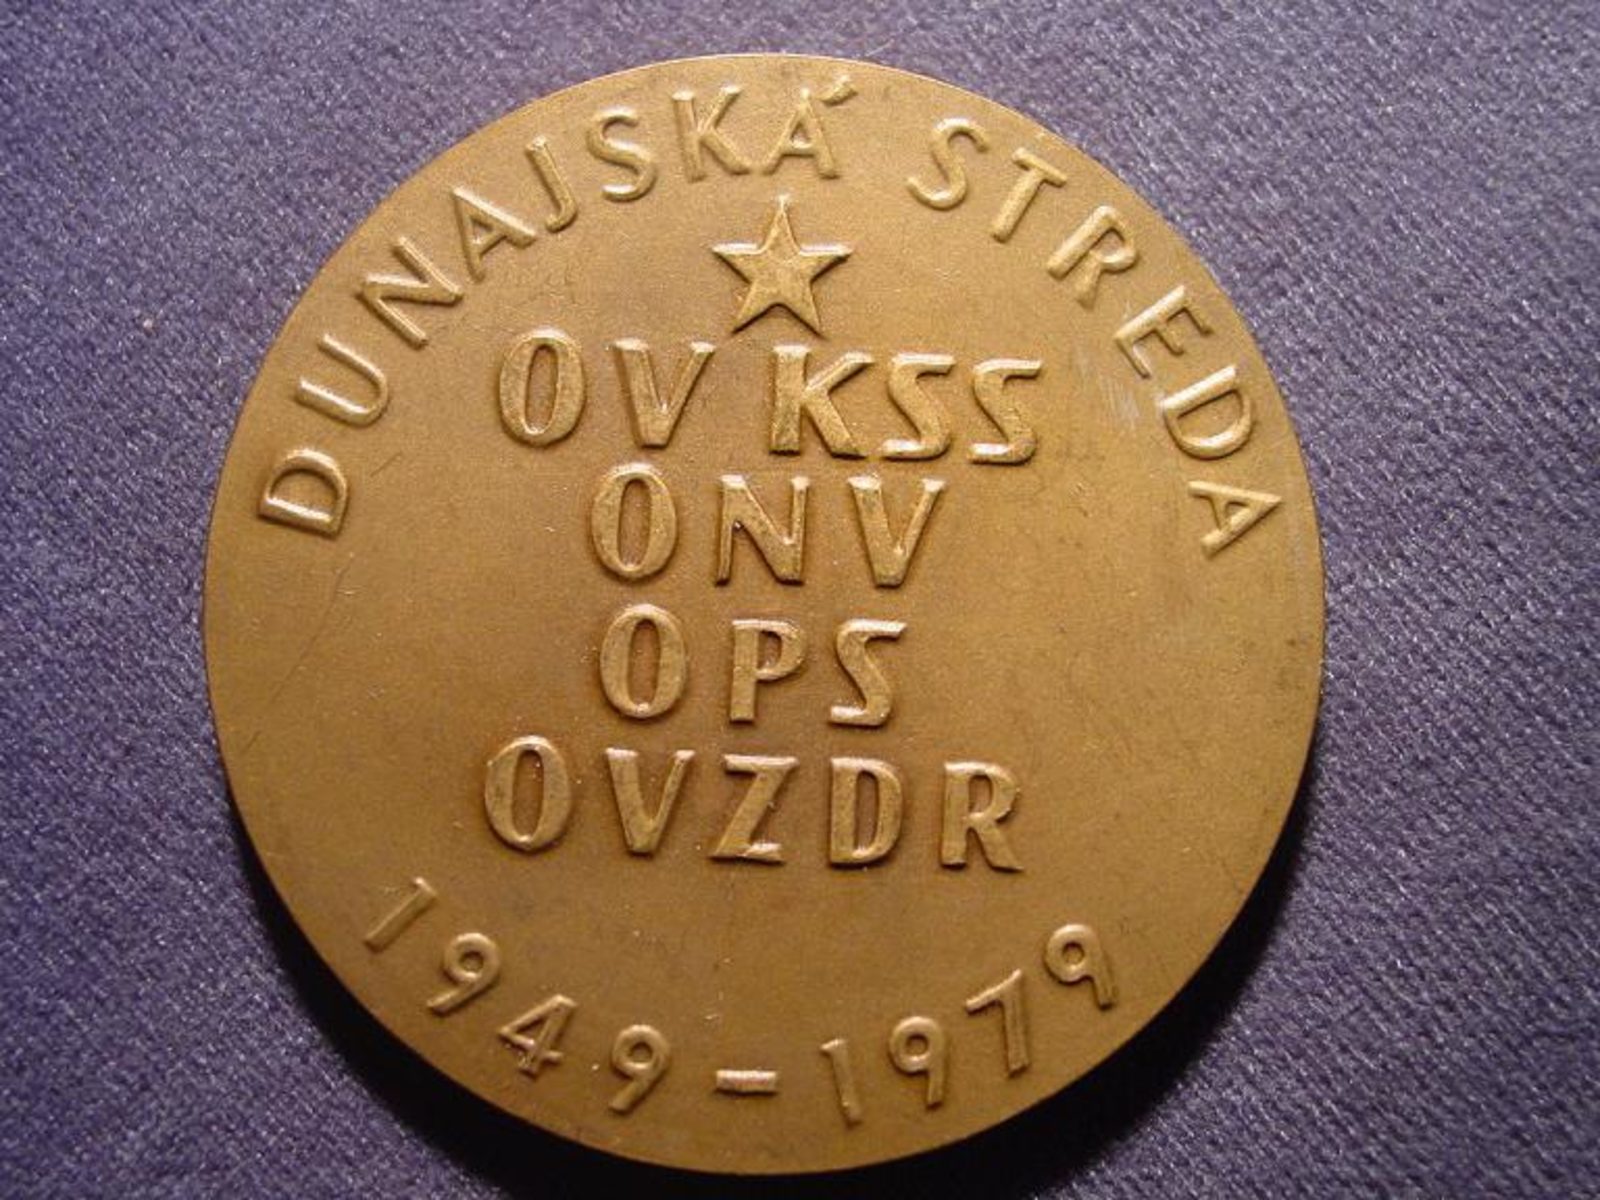 DUNAJSKÁ STREDA
OV KSS
ONV
OPS
OVZDR
1949-1979